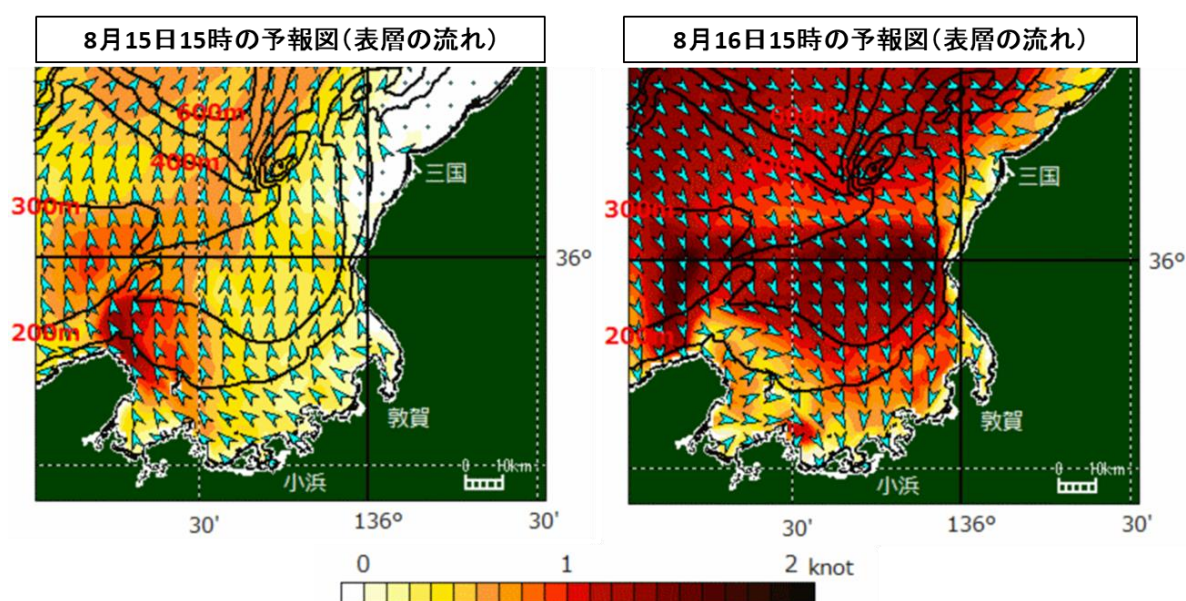 8月15日15時の予報図(表層の流れ)
600m
400m
三国
300m
36°
200m
敦賀
0 10km
小浜
30'
136°
30'
8月16日15時の予報図(表層の流れ)
600m
三国
300m
36°
200m
敦賀
0 10km
小浜
30'
136°
30'
0 1 2 knot